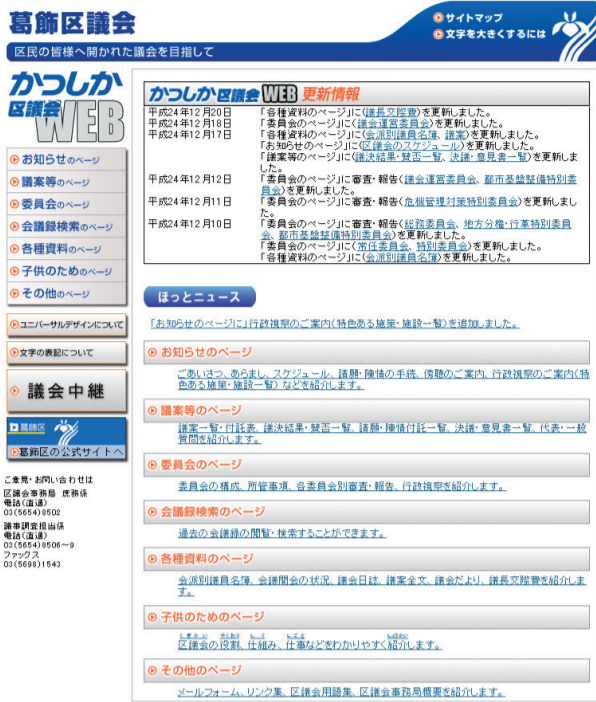 葛飾区議会
サイトマップ
文字を大きくするには
区民の皆様へ開かれた議会を目指して
かつしか
区議会
WEB
お知らせのページ
議案等のページ
委員会のページ
会議録検索のページ
各種資料のページ
子供のためのページ
その他のページ
ユニバーサルデザインについて
文字の表記について
議会中継
葛飾区
葛飾区の公式サイトへ
ご意見・お問い合わせは
区議会事務局 庶務係
電話(直通)
03(5654)8502
議事調査担当係
電話(直通)
03(5654)8506〜9
ファックス
03(5698)1543
かつしか区議会WEB更新情報
平成24年12月20日 「各種資料のページ」に(議長交際費)を更新しました。
平成24年12月18日 「委員会のページ」に(議会運営委員会)を更新しました。
平成24年12月17日 「各種資料のページ」に(会派別議員名簿、議案)を更新しました。
「お知らせのページ」に(区議会のスケジュール)を更新しました。
「議案等のページ」に(議決結果・賛否一覧、決議・意見書一覧)を更新しま
した。
平成24年12月12日 「委員会のページ」に審査・報告(議会運営委員会、都市基盤整備特別委
員会)を更新しました。
平成24年12月11日 「委員会のページ」に審査・報告(危機管理対策特別委員会)を更新しまし
た。
平成24年12月10日 「委員会のページ」に審査・報告(総務委員会、地方分権・行革特別委員
会、都市基盤整備特別委員会)を更新しました。
「委員会のページ」に(常任委員会、特別委員会)を更新しました。
「各種資料のページ」に(会派別議員名簿)を更新しました。
ほっとニュース
「お知らせのページに」行政視察のご案内(特色ある施策・施設一覧)を追加しました。
お知らせのページ
ごあいさつ、あらまし、スケジュール、請願・陳情の手続、傍聴のご案内、行政視察のご案内(特
色ある施策・施設一覧) などを紹介します。
議案等のページ
議案一覧・付託表、議決結果・賛否一覧、請願・陳情付託一覧、決議・意見書一覧、代表・一般
質問を紹介します。
委員会のページ
委員会の構成、所管事項、各委員会別審査・報告、行政視察を紹介します。
会議録検索のページ
過去の会議録の閲覧・検索することができます。
各種資料のページ
会派別議員名簿、会議開会の状況、議会日誌、議案全文、議会だより、議長交際費を紹介しま
す。
子供のためのページ
区議会の役割、仕組み、仕事などをわかりやすく紹介します。
その他のページ
メールフォーム、リンク集、区議会用語集、区議会事務局概要を紹介します。